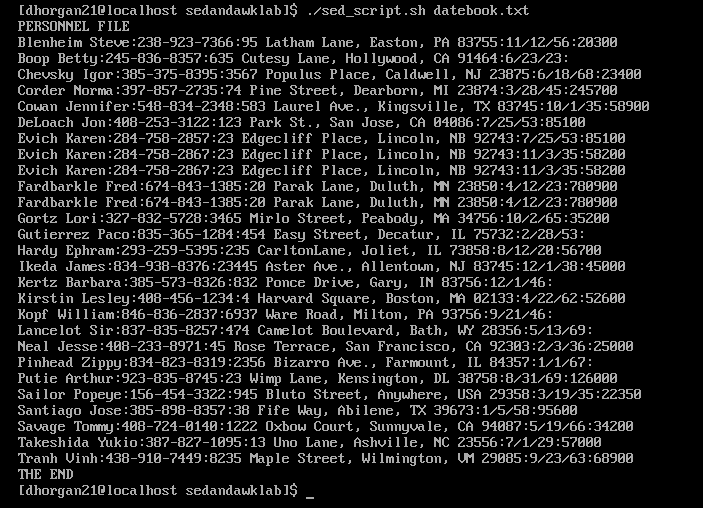 [dhorgan21@localhost sedandawklab]$ ./sed_script.sh datebook.txt
PERSONNEL FILE
Blenheim Steve:238-923-7366:95 Latham Lane, Easton, PA 83755:11/12/56:20300
Boop Betty:245-836-8357:635 Cutesy Lane, Hollywood, CA 91464:6/23/23:
Chevsky Igor:385-375-8395:3567 Populus Place, Caldwell, NJ 23875:6/18/68:23400
Corder Norma:397-857-2735:74 Pine Street, Dearborn, MI 23874:3/28/45:245700
Cowan Jennifer:548-834-2348:583 Laurel Ave., Kingsville, TX 83745:10/1/35:58900
DeLoach Jon:408-253-3122:123 Park St., San Jose, CA 04086:7/25/53:85100
Evich Karen:284-758-2857:23 Edgecliff Place, Lincoln, NB 92743:7/25/53:85100
Evich Karen:284-758-2867:23 Edgecliff Place, Lincoln, NB 92743:11/3/35:58200
Evich Karen:284-758-2867:23 Edgecliff Place, Lincoln, NB 92743:11/3/35:58200
Fardbarkle Fred:674-843-1385:20 Parak Lane, Duluth, MN 23850:4/12/23:780900
Fardbarkle Fred:674-843-1385:20 Parak Lane, Duluth, MN 23850:4/12/23:780900
Gortz Lori:327-832-5728:3465 Mirlo Street, Peabody, MA 34756:10/2/65:35200
Gutierrez Paco:835-365-1284:454 Easy Street, Decatur, IL 75732:2/28/53:
Hardy Ephram:293-259-5395:235 CarltonLane, Joliet, IL 73858:8/12/20:56700
Ikeda James:834-938-8376:23445 Aster Ave., Allentown, NJ 83745:12/1/38:45000
Kertz Barbara:385-573-8326:832 Ponce Drive, Gary, IN 83756:12/1/46:
Kirstin Lesley:408-456-1234:4 Harvard Square, Boston, MA 02133:4/22/62:52600
Kopf William:846-836-2837:6937 Ware Road, Milton, PA 93756:9/21/46:
Lancelot Sir:837-835-8257:474 Camelot Boulevard, Bath, WY 28356:5/13/69:
Neal Jesse:408-233-8971:45 Rose Terrace, San Francisco, CA 92303:2/3/36:25000
Pinhead Zippy:834-823-8319:2356 Bizarro Ave., Farmount, IL 84357:1/1/67:
Putie Arthur:923-835-8745:23 Wimp Lane, Kensington, DL 38758:8/31/69:126000
Sailor Popeye:156-454-3322:945 Bluto Street, Anywhere, USA 29358:3/19/35:22350
Santiago Jose:385-898-8357:38 Fife Way, Abilene, TX 39673:1/5/58:95600
Savage Tommy:408-724-0140:1222 Oxbow Court, Sunnyvale, CA 94087:5/19/66:34200
Takeshida Yukio:387-827-1095:13 Uno Lane, Ashville, NC 23556:7/1/29:57000
Tranh Vinh:438-910-7449:8235 Maple Street, Wilmington, VM 29085:9/23/63:68900
THE END
[dhorgan21@localhost sedandawklab]$ _